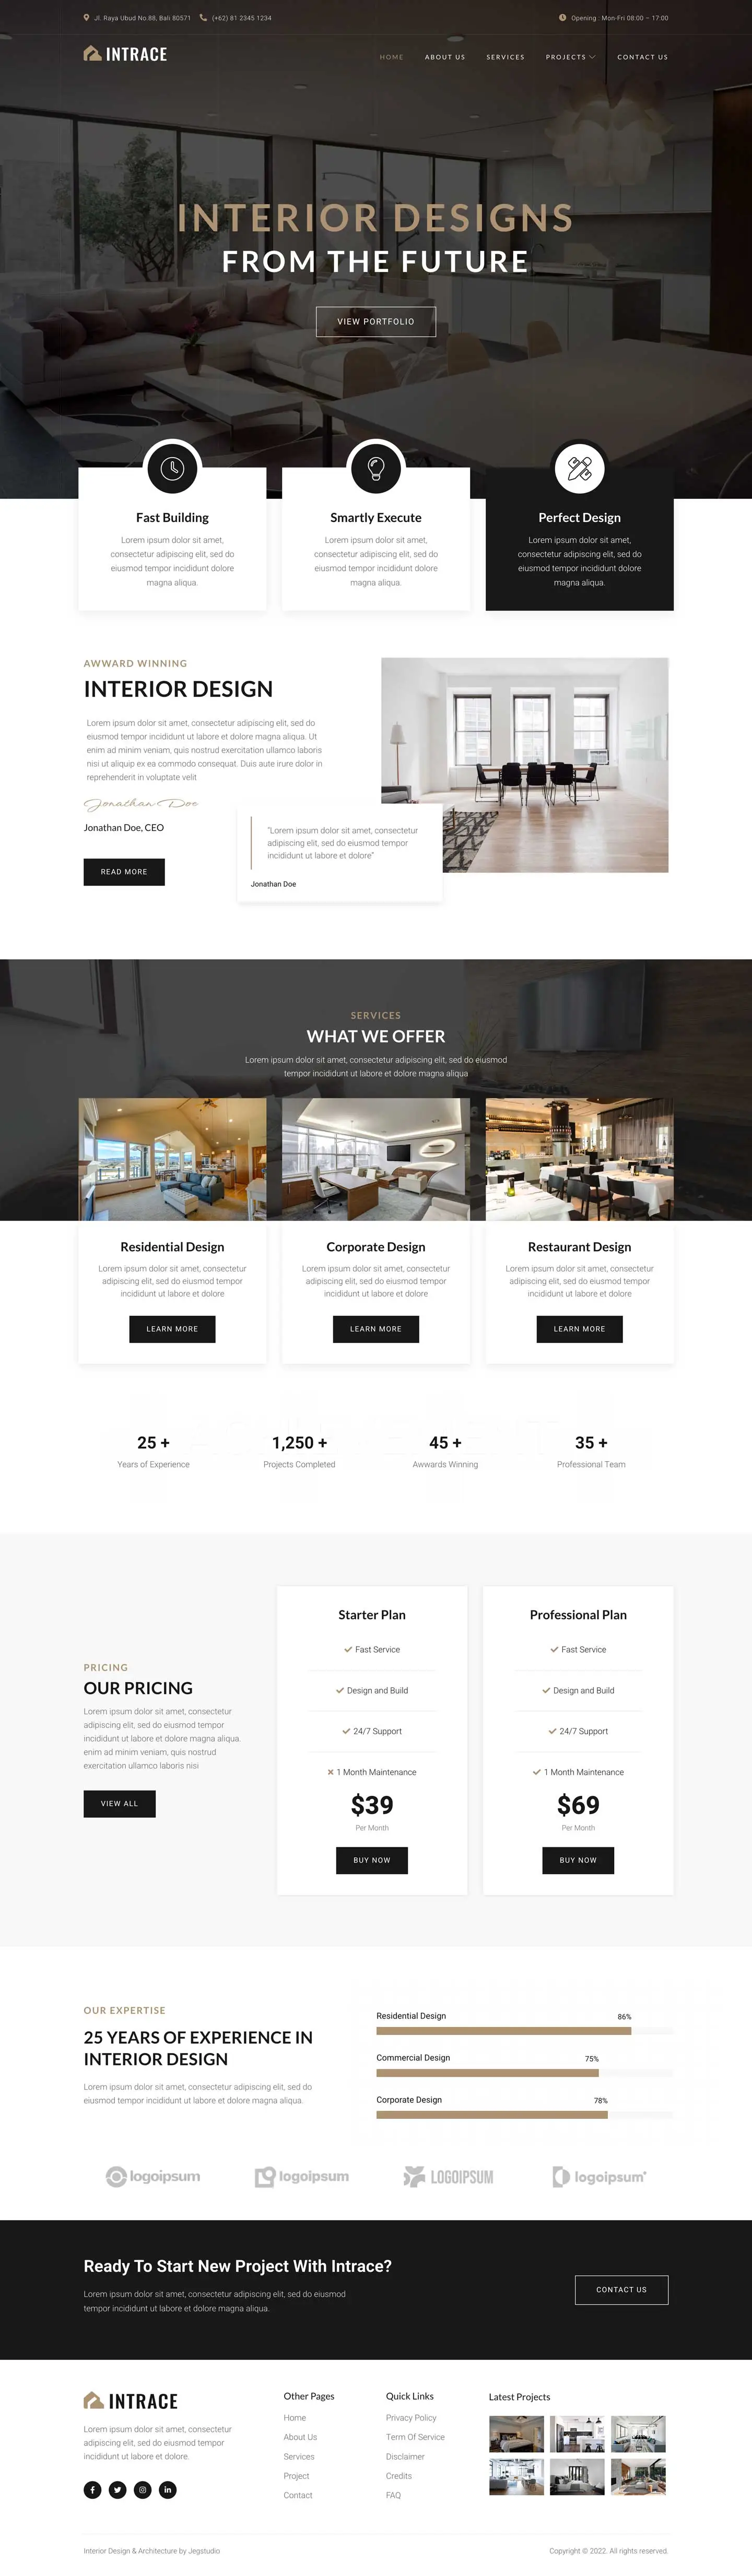 Jl. Raya Ubud No.88, Bali 80571 (+62) 81 2345 1234 Opening : Mon-Fri 08.00 – 17.00
INTRACE
HOME ABOUT US SERVICES PROJECTS CONTACT US
INTERIOR DESIGNS
FROM THE FUTURE
VIEW PORTFOLIO
Fast Building
Lorem ipsum dolor sit amet,
consectetur adipiscing elit, sed do
eiusmod tempor incididunt dolore
magna aliqua.
Smartly Execute
Lorem ipsum dolor sit amet,
consectetur adipiscing elit, sed do
eiusmod tempor incididunt dolore
magna aliqua.
Perfect Design
Lorem ipsum dolor sit amet,
consectetur adipiscing elit, sed do
eiusmod tempor incididunt dolore
magna aliqua.
AWWARD WINNING
INTERIOR DESIGN
Lorem ipsum dolor sit amet, consectetur adipiscing elit, sed do
eiusmod tempor incididunt ut labore et dolore magna aliqua. Ut
enim ad minim veniam, quis nostrud exercitation ullamco laboris
nisi ut aliquip ex ea commodo consequat. Duis aute irure dolor in
reprehenderit in voluptate velit
Jonathan Doe
Jonathan Doe, CEO
READ MORE
"Lorem ipsum dolor sit amet, consectetur
adipiscing elit, sed do eiusmod tempor
incididunt ut labore et dolore"
Jonathan Doe
SERVICES
WHAT WE OFFER
Lorem ipsum dolor sit amet, consectetur adipiscing elit, sed do eiusmod
tempor incididunt ut labore et dolore magna aliqua
Residential Design
Lorem ipsum dolor sit amet, consectetur
adipiscing elit, sed do eiusmod tempor
incididunt ut labore et dolore
LEARN MORE
Corporate Design
Lorem ipsum dolor sit amet, consectetur
adipiscing elit, sed do eiusmod tempor
incididunt ut labore et dolore
LEARN MORE
Restaurant Design
Lorem ipsum dolor sit amet, consectetur
adipiscing elit, sed do eiusmod tempor
incididunt ut labore et dolore
LEARN MORE
25 +
Years of Experience
1,250 +
Projects Completed
45 +
Awwards Winning
35 +
Professional Team
PRICING
OUR PRICING
Lorem ipsum dolor sit amet, consectetur
adipiscing elit, sed do eiusmod tempor
incididunt ut labore et dolore magna aliqua.
enim ad minim veniam, quis nostrud
exercitation ullamco laboris nisi
VIEW ALL
Starter Plan
Fast Service
Design and Build
24/7 Support
1 Month Maintenance
$39
Per Month
BUY NOW
Professional Plan
Fast Service
Design and Build
24/7 Support
1 Month Maintenance
$69
Per Month
BUY NOW
OUR EXPERTISE
25 YEARS OF EXPERIENCE IN
INTERIOR DESIGN
Lorem ipsum dolor sit amet, consectetur adipiscing elit, sed do
eiusmod tempor incididunt ut labore et dolore magna aliqua.
Residential Design 86%
Commercial Design 75%
Corporate Design 78%
logoipsum logoipsum LOGOIPSUM logoipsum
Ready To Start New Project With Intrace?
Lorem ipsum dolor sit amet, consectetur adipiscing elit, sed do eiusmod
tempor incididunt ut labore et dolore magna aliqua.
CONTACT US
INTRACE
Lorem ipsum dolor sit amet, consectetur
adipiscing elit, sed do eiusmod tempor
incididunt ut labore et dolore.
Other Pages
Home
About Us
Services
Project
Contact
Quick Links
Privacy Policy
Term Of Service
Disclaimer
Credits
FAQ
Latest Projects
Interior Design & Architecture by Jegstudio
Copyright © 2022. All rights reserved.